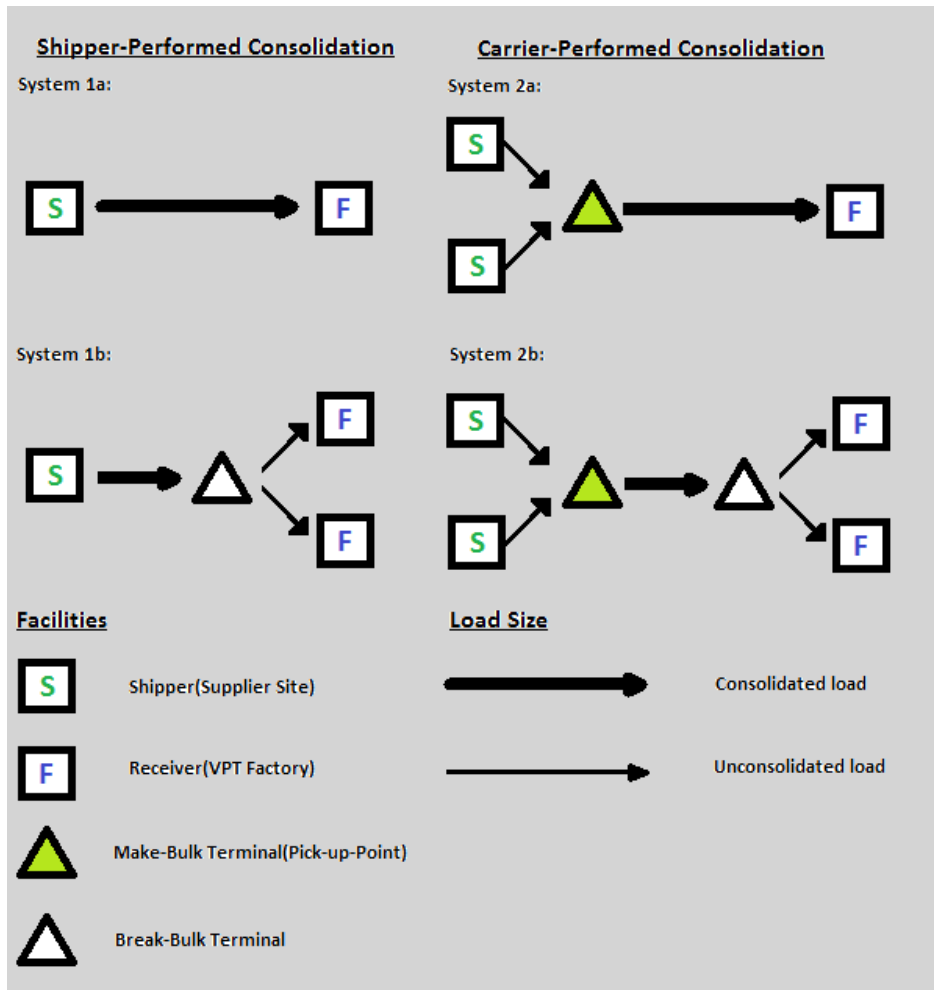 Shipper-Performed Consolidation
Carrier-Performed Consolidation
System 1a:
System 2a:
S
F
S
S
F
System 1b:
System 2b:
S
F
F
S
S
F
F
Facilities
Load Size
S
Shipper(Supplier Site)
Consolidated load
F
Receiver(VPT Factory)
Unconsolidated load
Make-Bulk Terminal(Pick-up-Point)
Break-Bulk Terminal